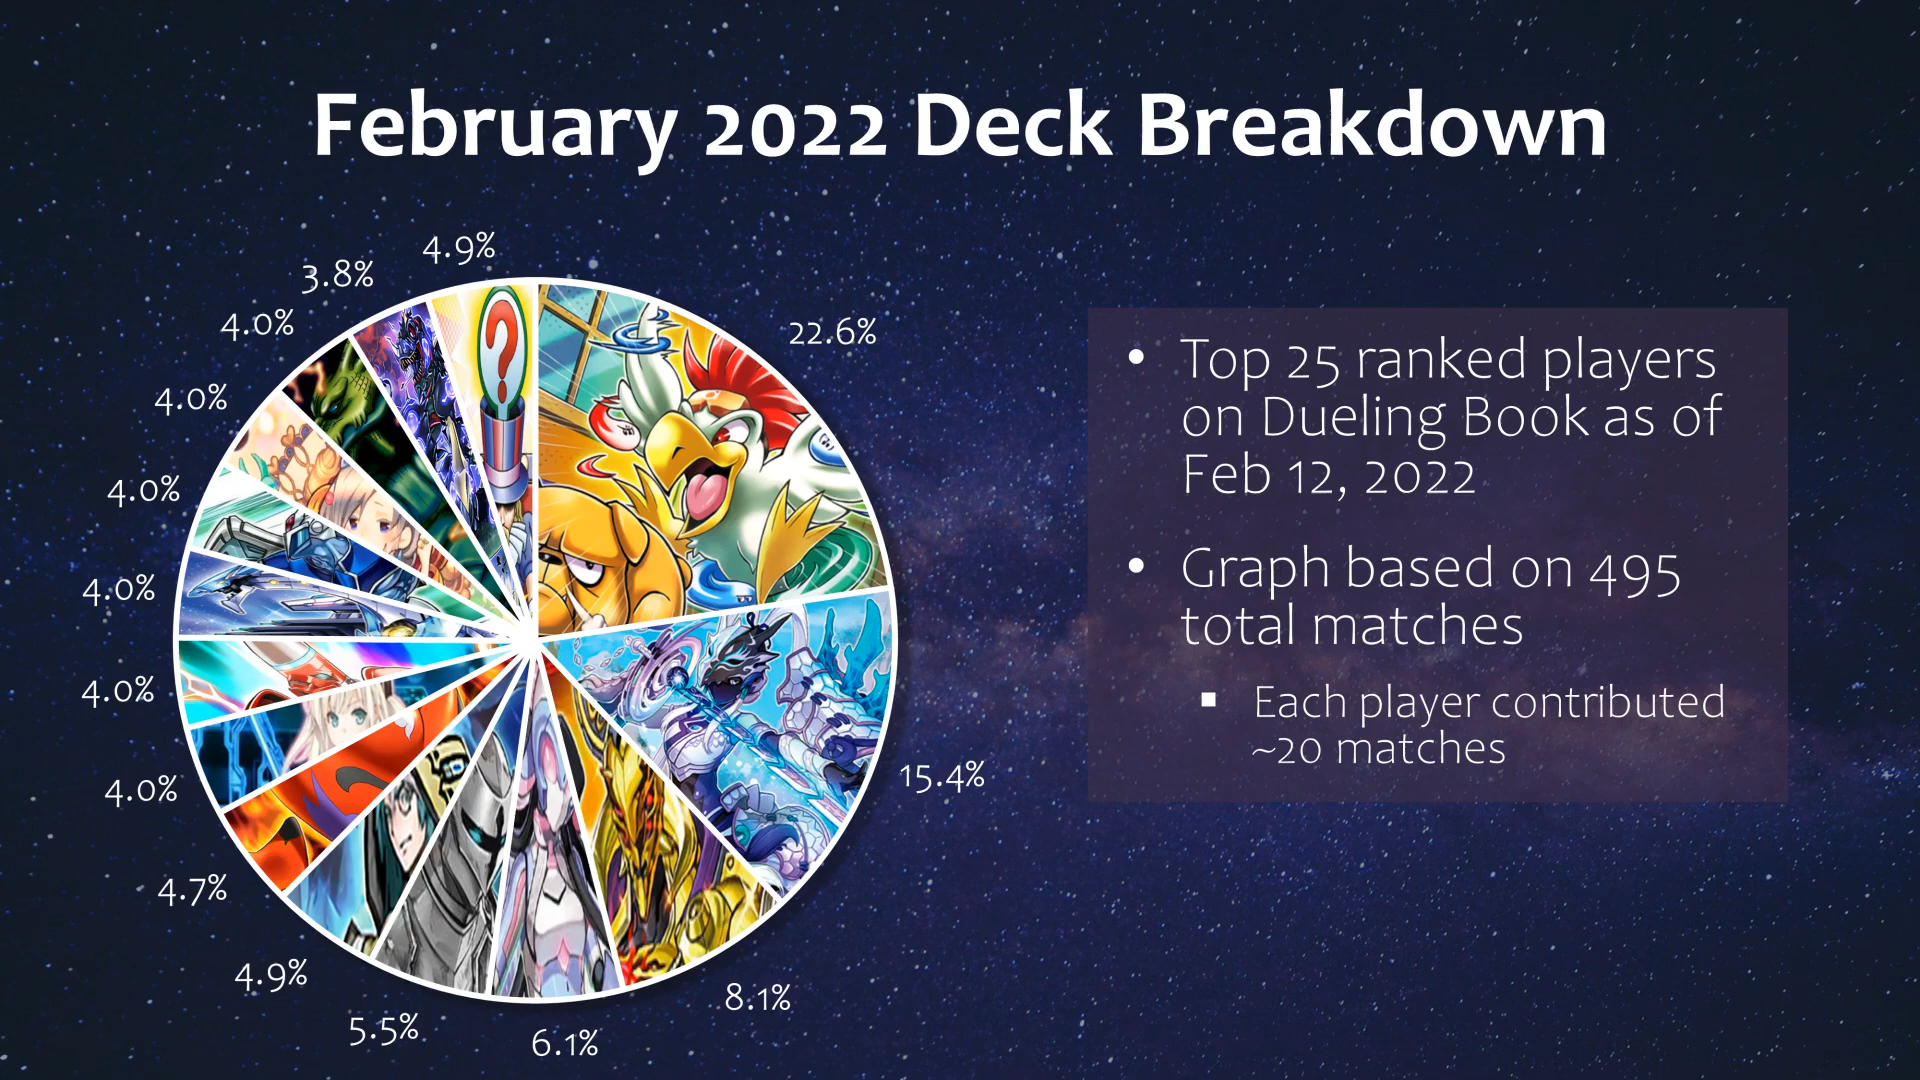 February 2022 Deck Breakdown
4.9%
3.8%
4.0%
4.0%
4.0%
4.0%
4.0%
4.0%
4.7%
4.9%
5.5%
6.1%
8.1%
15.4%
22.6%
?
• Top 25 ranked players
on Dueling Book as of
Feb 12, 2022
• Graph based on 495
total matches
▪ Each player contributed
~20 matches